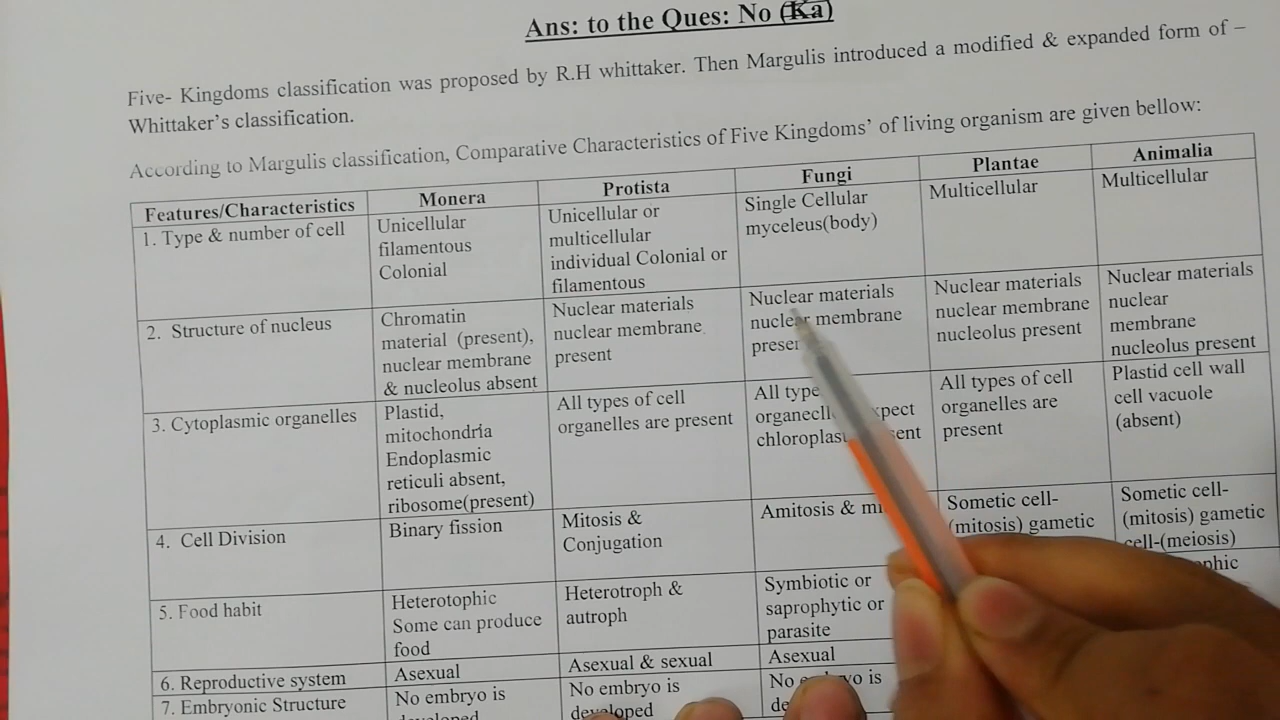 Ans: to the Ques: No (Ka)
Five- Kingdoms classification was proposed by R.H whittaker. Then Margulis introduced a modified & expanded form of –
Whittaker's classification.
According to Margulis classification, Comparative Characteristics of Five Kingdoms' of living organism are given bellow:
Features/Characteristics
Monera
Protista
Fungi
Plantae
Animalia
1. Type & number of cell
Unicellular
filamentous
Colonial
Unicellular or
multicellular
individual Colonial or
filamentous
Single Cellular
myceleus(body)
Multicellular
Multicellular
2. Structure of nucleus
Chromatin
material (present),
nuclear membrane
& nucleolus absent
Nuclear materials
nuclear membrane
present
Nuclear materials
nuclear membrane
Nuclear materials
nuclear membrane
nucleolus present
Nuclear materials
nuclear
membrane
nucleolus present
3. Cytoplasmic organelles
Plastid,
mitochondria
Endoplasmic
reticuli absent,
ribosome(present)
All types of cell
organelles are present
All
All types of cell
organelles are
present
Plastid cell wall
cell vacuole
(absent)
4. Cell Division
Binary fission
Mitosis &
Conjugation
Amitosis &
Sometic cell-
(mitosis) gametic
Sometic cell-
(mitosis) gametic
cell-(meiosis)
5. Food habit
Heterotophic
Some can produce
food
Heterotroph &
autroph
Symbiotic or
saprophytic or
parasite
6. Reproductive system
Asexual
Asexual & sexual
Asexual
7. Embryonic Structure
No embryo is
No embryo is
developed
No is